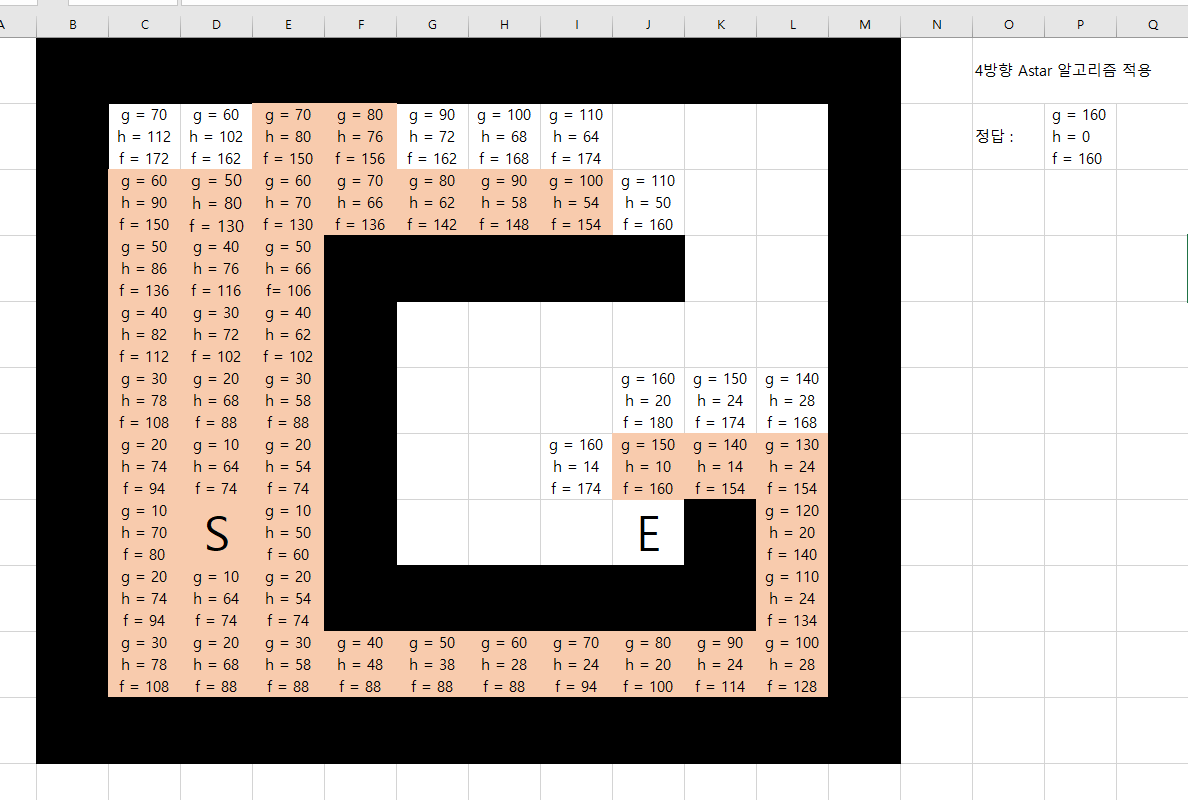 A B C D E F G H I J K L M N O P Q
4방향 Astar 알고리즘 적용
g = 70 g = 60 g = 70 g = 80 g = 90 g = 100 g = 110 g = 160
h = 112 h = 102 h = 80 h = 76 h = 72 h = 68 h = 64 정답 : h = 0
f = 172 f = 162 f = 150 f = 156 f = 162 f = 168 f = 174 f = 160
g = 60 g = 50 g = 60 g = 70 g = 80 g = 90 g = 100 g = 110
h = 90 h = 80 h = 70 h = 66 h = 62 h = 58 h = 54 h = 50
f = 150 f = 130 f = 130 f = 136 f = 142 f = 148 f = 154 f = 160
g = 50 g = 40 g = 50
h = 86 h = 76 h = 66
f = 136 f = 116 f= 106
g = 40 g = 30 g = 40
h = 82 h = 72 h = 62
f = 112 f = 102 f = 102
g = 30 g = 20 g = 30 g = 160 g = 150 g = 140
h = 78 h = 68 h = 58 h = 20 h = 24 h = 28
f = 108 f = 88 f = 88 f = 180 f = 174 f = 168
g = 20 g = 10 g = 20 g = 160 g = 150 g = 140 g = 130
h = 74 h = 64 h = 54 h = 14 h = 10 h = 14 h = 24
f = 94 f = 74 f = 74 f = 174 f = 160 f = 154 f = 154
g = 10 g = 10 g = 120
h = 70 S h = 50 E h = 20
f = 80 f = 60 f = 140
g = 20 g = 10 g = 20 g = 110
h = 74 h = 64 h = 54 h = 24
f = 94 f = 74 f = 74 f = 134
g = 30 g = 20 g = 30 g = 40 g = 50 g = 60 g = 70 g = 80 g = 90 g = 100
h = 78 h = 68 h = 58 h = 48 h = 38 h = 28 h = 24 h = 20 h = 24 h = 28
f = 108 f = 88 f = 88 f = 88 f = 88 f = 88 f = 94 f = 100 f = 114 f = 128